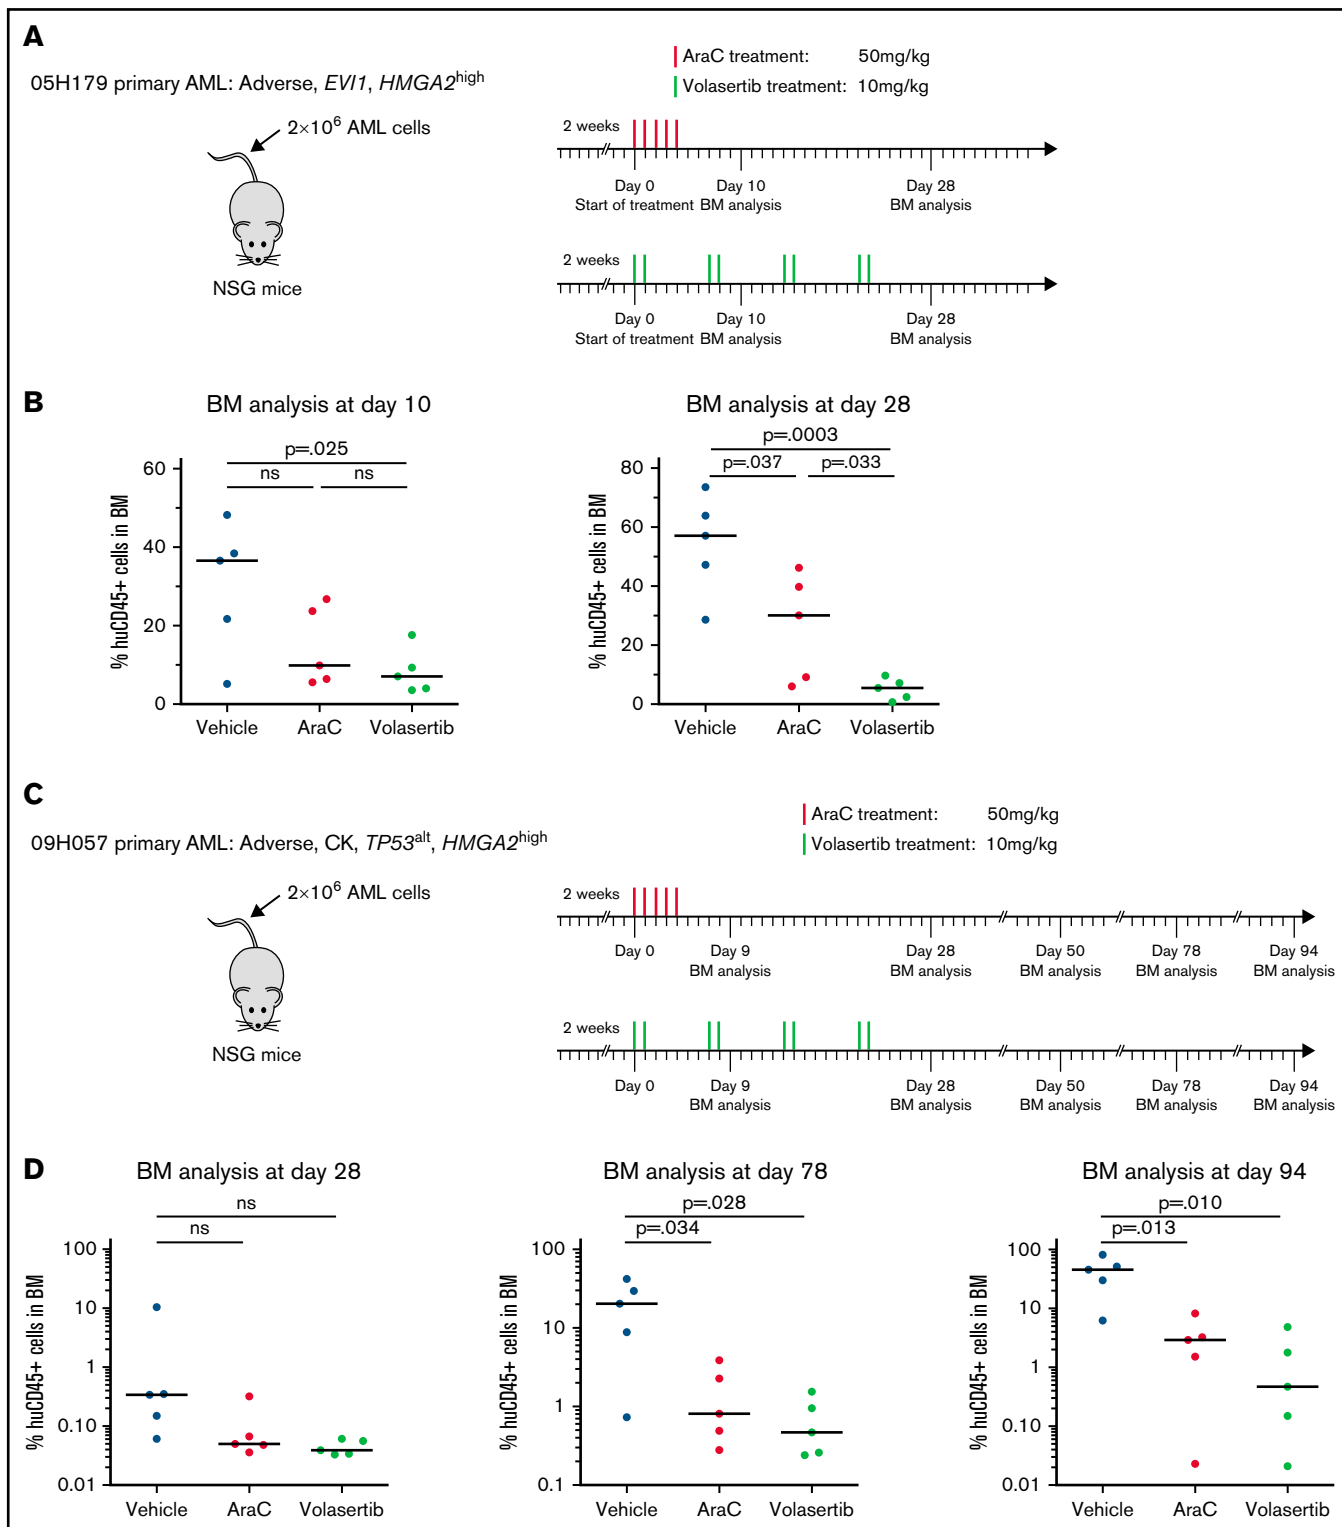 A
05H179 primary AML: Adverse, EVI1, HMGA2high
2×10⁶ AML cells
NSG mice
AraC treatment: 50mg/kg
Volasertib treatment: 10mg/kg
2 weeks
Day 0
Start of treatment
Day 10
BM analysis
Day 28
BM analysis
2 weeks
Day 0
Start of treatment
Day 10
BM analysis
Day 28
BM analysis
B
BM analysis at day 10
p=.025
ns
ns
% huCD45+ cells in BM
60
40
20
0
Vehicle
AraC
Volasertib
BM analysis at day 28
p=.0003
p=.037
p=.033
% huCD45+ cells in BM
80
60
40
20
0
Vehicle
AraC
Volasertib
C
09H057 primary AML: Adverse, CK, TP53alt, HMGA2high
2×10⁶ AML cells
NSG mice
AraC treatment: 50mg/kg
Volasertib treatment: 10mg/kg
2 weeks
Day 0
Day 9
BM analysis
Day 28
BM analysis
Day 50
BM analysis
Day 78
BM analysis
Day 94
BM analysis
2 weeks
Day 0
Day 9
BM analysis
Day 28
BM analysis
Day 50
BM analysis
Day 78
BM analysis
Day 94
BM analysis
D
BM analysis at day 28
ns
ns
% huCD45+ cells in BM
100
10
1
0.10
0.01
Vehicle
AraC
Volasertib
BM analysis at day 78
p=.028
p=.034
% huCD45+ cells in BM
100
10
1
0.1
Vehicle
AraC
Volasertib
BM analysis at day 94
p=.010
p=.013
% huCD45+ cells in BM
100
10
1
0.10
0.01
Vehicle
AraC
Volasertib